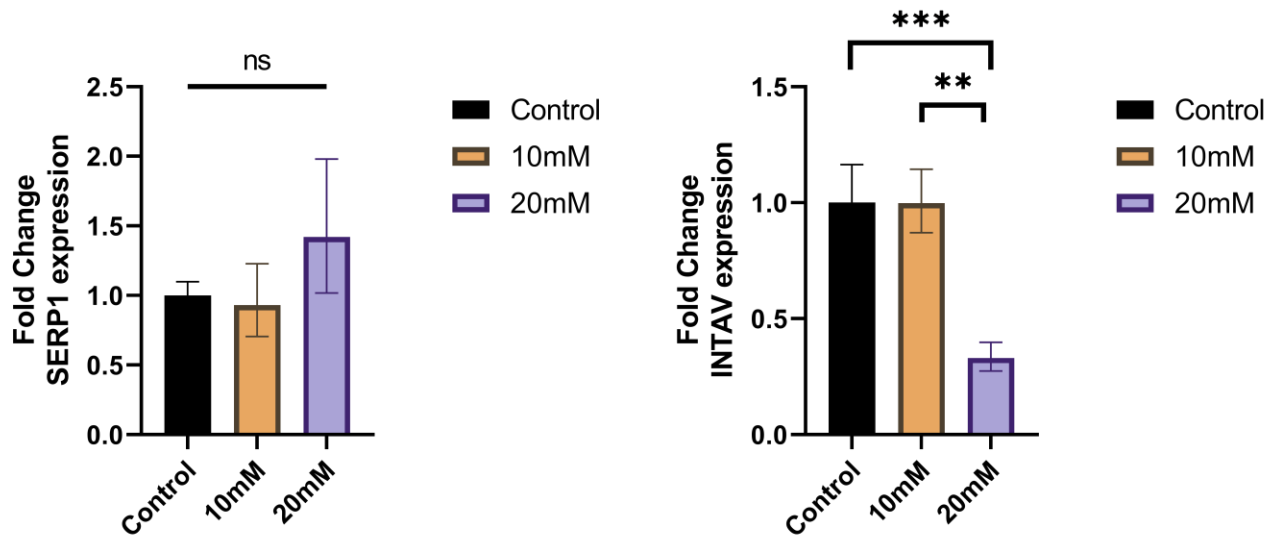 ns
2.5
2.0
1.5
1.0
0.5
0.0
Fold Change
SERP1 expression
Control
10mM
20mM
Control
10mM
20mM
***
**
1.5
1.0
0.5
0.0
Fold Change
INTAV expression
Control
10mM
20mM
Control
10mM
20mM